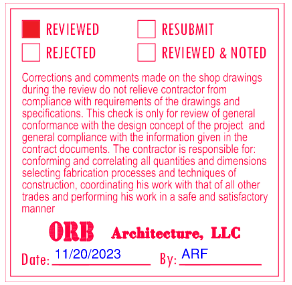 REVIEWED RESUBMIT
REJECTED REVIEWED & NOTED
Corrections and comments made on the shop drawings
during the review do not relieve contractor from
compliance with requirements of the drawings and
specifications. This check is only for review of general
conformance with the design concept of the project and
general compliance with the information given in the
contract documents. The contractor is responsible for;
conforming and correlating all quantities and dimensions
selecting fabrication processes and techniques of
construction, coordinating his work with that of all other
trades and performing his work in a safe and satisfactory
manner
ORB Architecture, LLC
Date: 11/20/2023 By: ARF